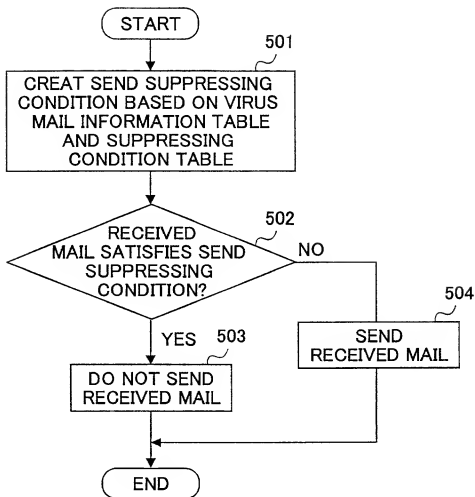 START
501
CREAT SEND SUPPRESSING
CONDITION BASED ON VIRUS
MAIL INFORMATION TABLE
AND SUPPRESSING
CONDITION TABLE
502
RECEIVED
MAIL SATISFIES SEND
SUPPRESSING
CONDITION?
NO
YES
503
DO NOT SEND
RECEIVED MAIL
504
SEND
RECEIVED MAIL
END